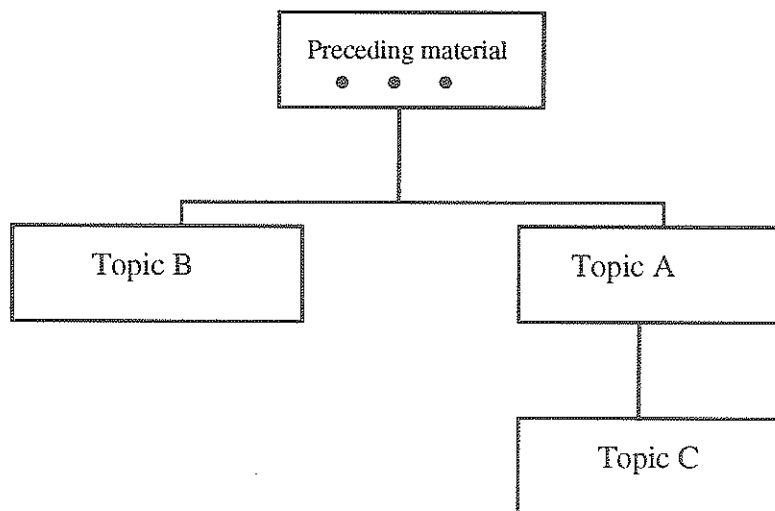 Preceding material
• • •
Topic B
Topic A
Topic C